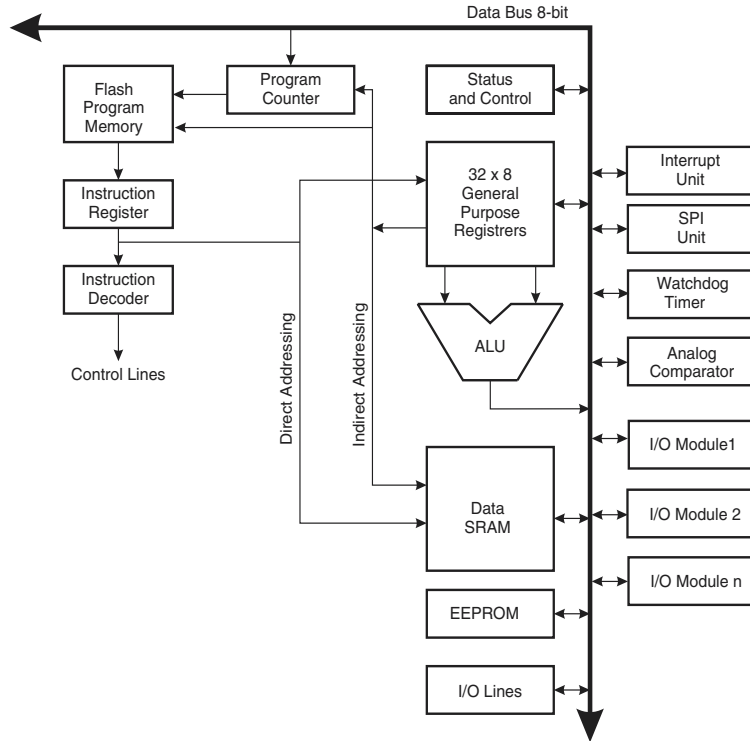 Data Bus 8-bit
Flash
Program
Memory
Program
Counter
Status
and Control
Instruction
Register
32 x 8
General
Purpose
Registrers
Interrupt
Unit
SPI
Unit
Instruction
Decoder
Watchdog
Timer
Control Lines
Direct Addressing
Indirect Addressing
ALU
Analog
Comparator
I/O Module1
Data
SRAM
I/O Module 2
I/O Module n
EEPROM
I/O Lines